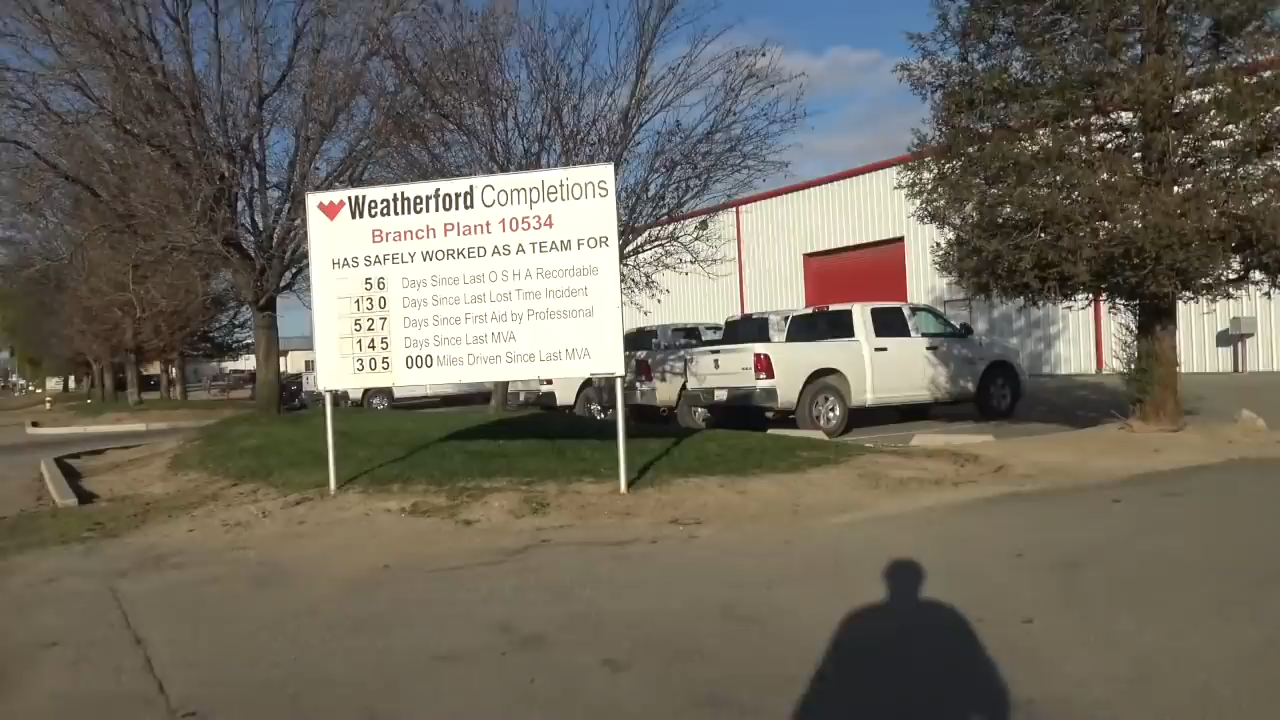 Weatherford Completions
Branch Plant 10534
HAS SAFELY WORKED AS A TEAM FOR
56 Days Since Last O S H A Recordable
130 Days Since Last Lost Time Incident
527 Days Since First Aid by Professional
145 Days Since Last MVA
305 000 Miles Driven Since Last MVA